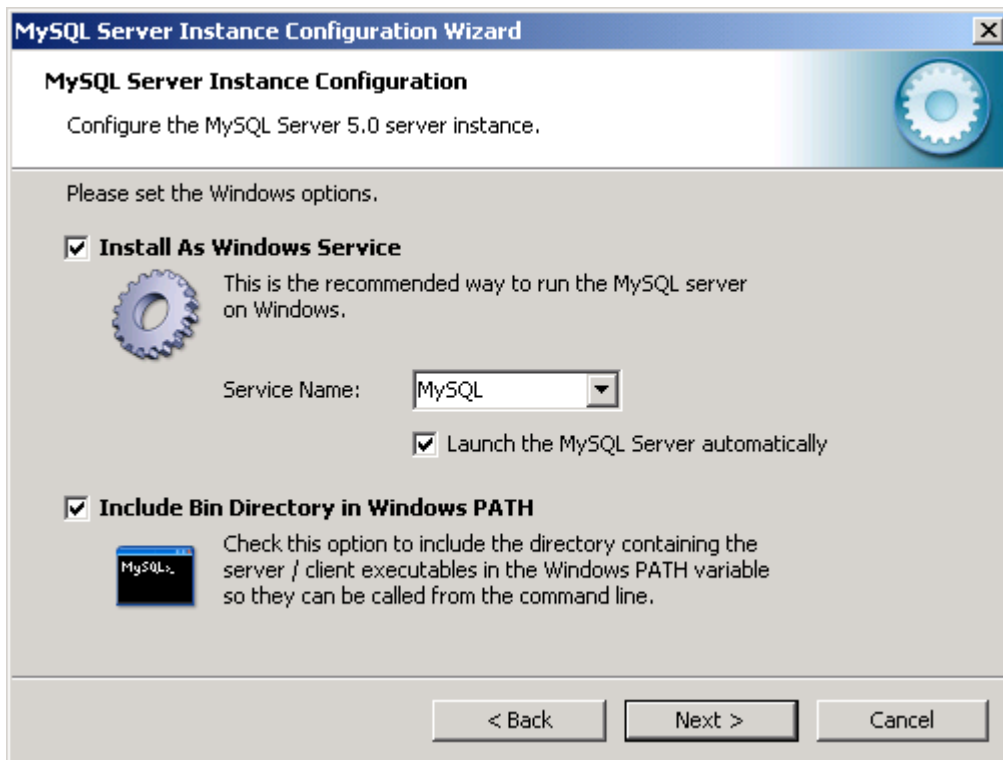 MySQL Server Instance Configuration Wizard
MySQL Server Instance Configuration
Configure the MySQL Server 5.0 server instance.
Please set the Windows options.
Install As Windows Service
This is the recommended way to run the MySQL server
on Windows.
Service Name:
MySQL
Launch the MySQL Server automatically
Include Bin Directory in Windows PATH
MySQL>_
Check this option to include the directory containing the
server / client executables in the Windows PATH variable
so they can be called from the command line.
< Back
Next >
Cancel